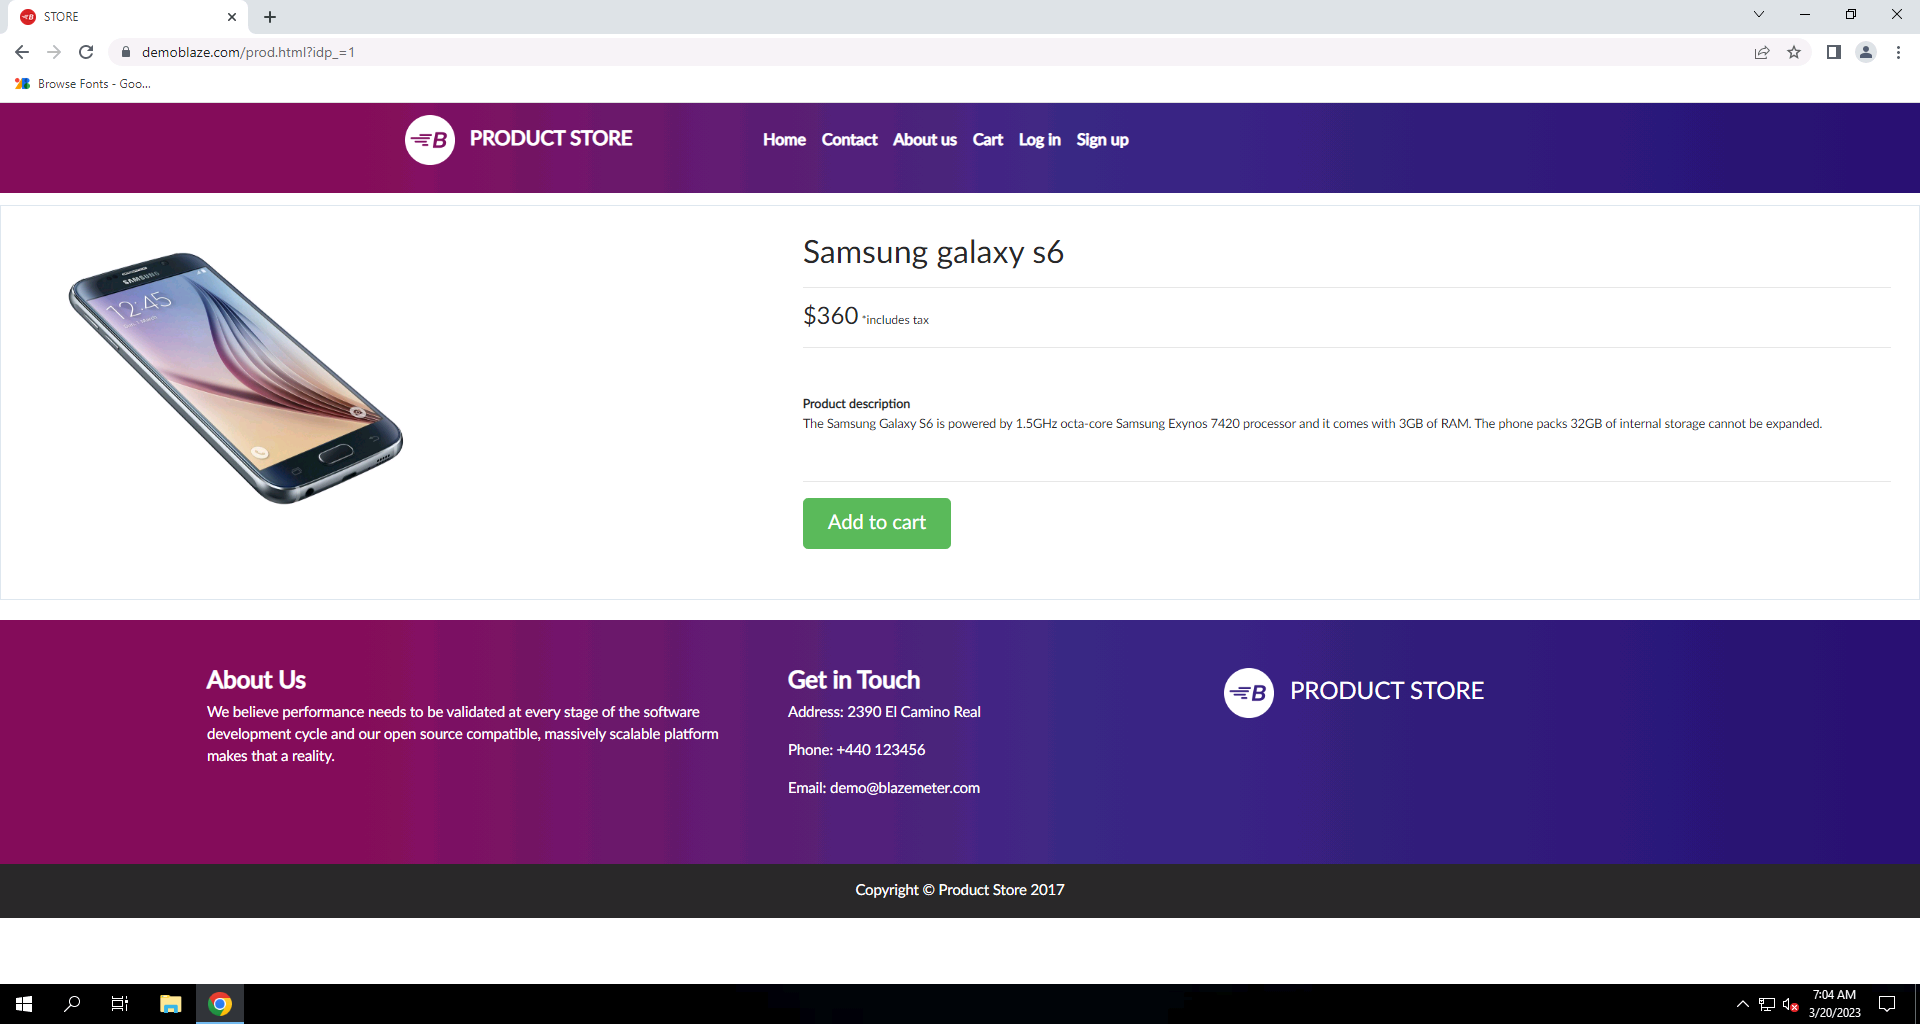 STORE
demoblaze.com/prod.html?idp_=1
Browse Fonts - Goo...
B PRODUCT STORE
Home Contact About us Cart Log in Sign up
SAMSUNG
12:45
Samsung galaxy s6
$360 *includes tax
Product description
The Samsung Galaxy S6 is powered by 1.5GHz octa-core Samsung Exynos 7420 processor and it comes with 3GB of RAM. The phone packs 32GB of internal storage cannot be expanded.
Add to cart
About Us
We believe performance needs to be validated at every stage of the software
development cycle and our open source compatible, massively scalable platform
makes that a reality.
Get in Touch
Address: 2390 El Camino Real
Phone: +440 123456
Email: demo@blazemeter.com
B PRODUCT STORE
Copyright © Product Store 2017
7:04 AM
3/20/2023